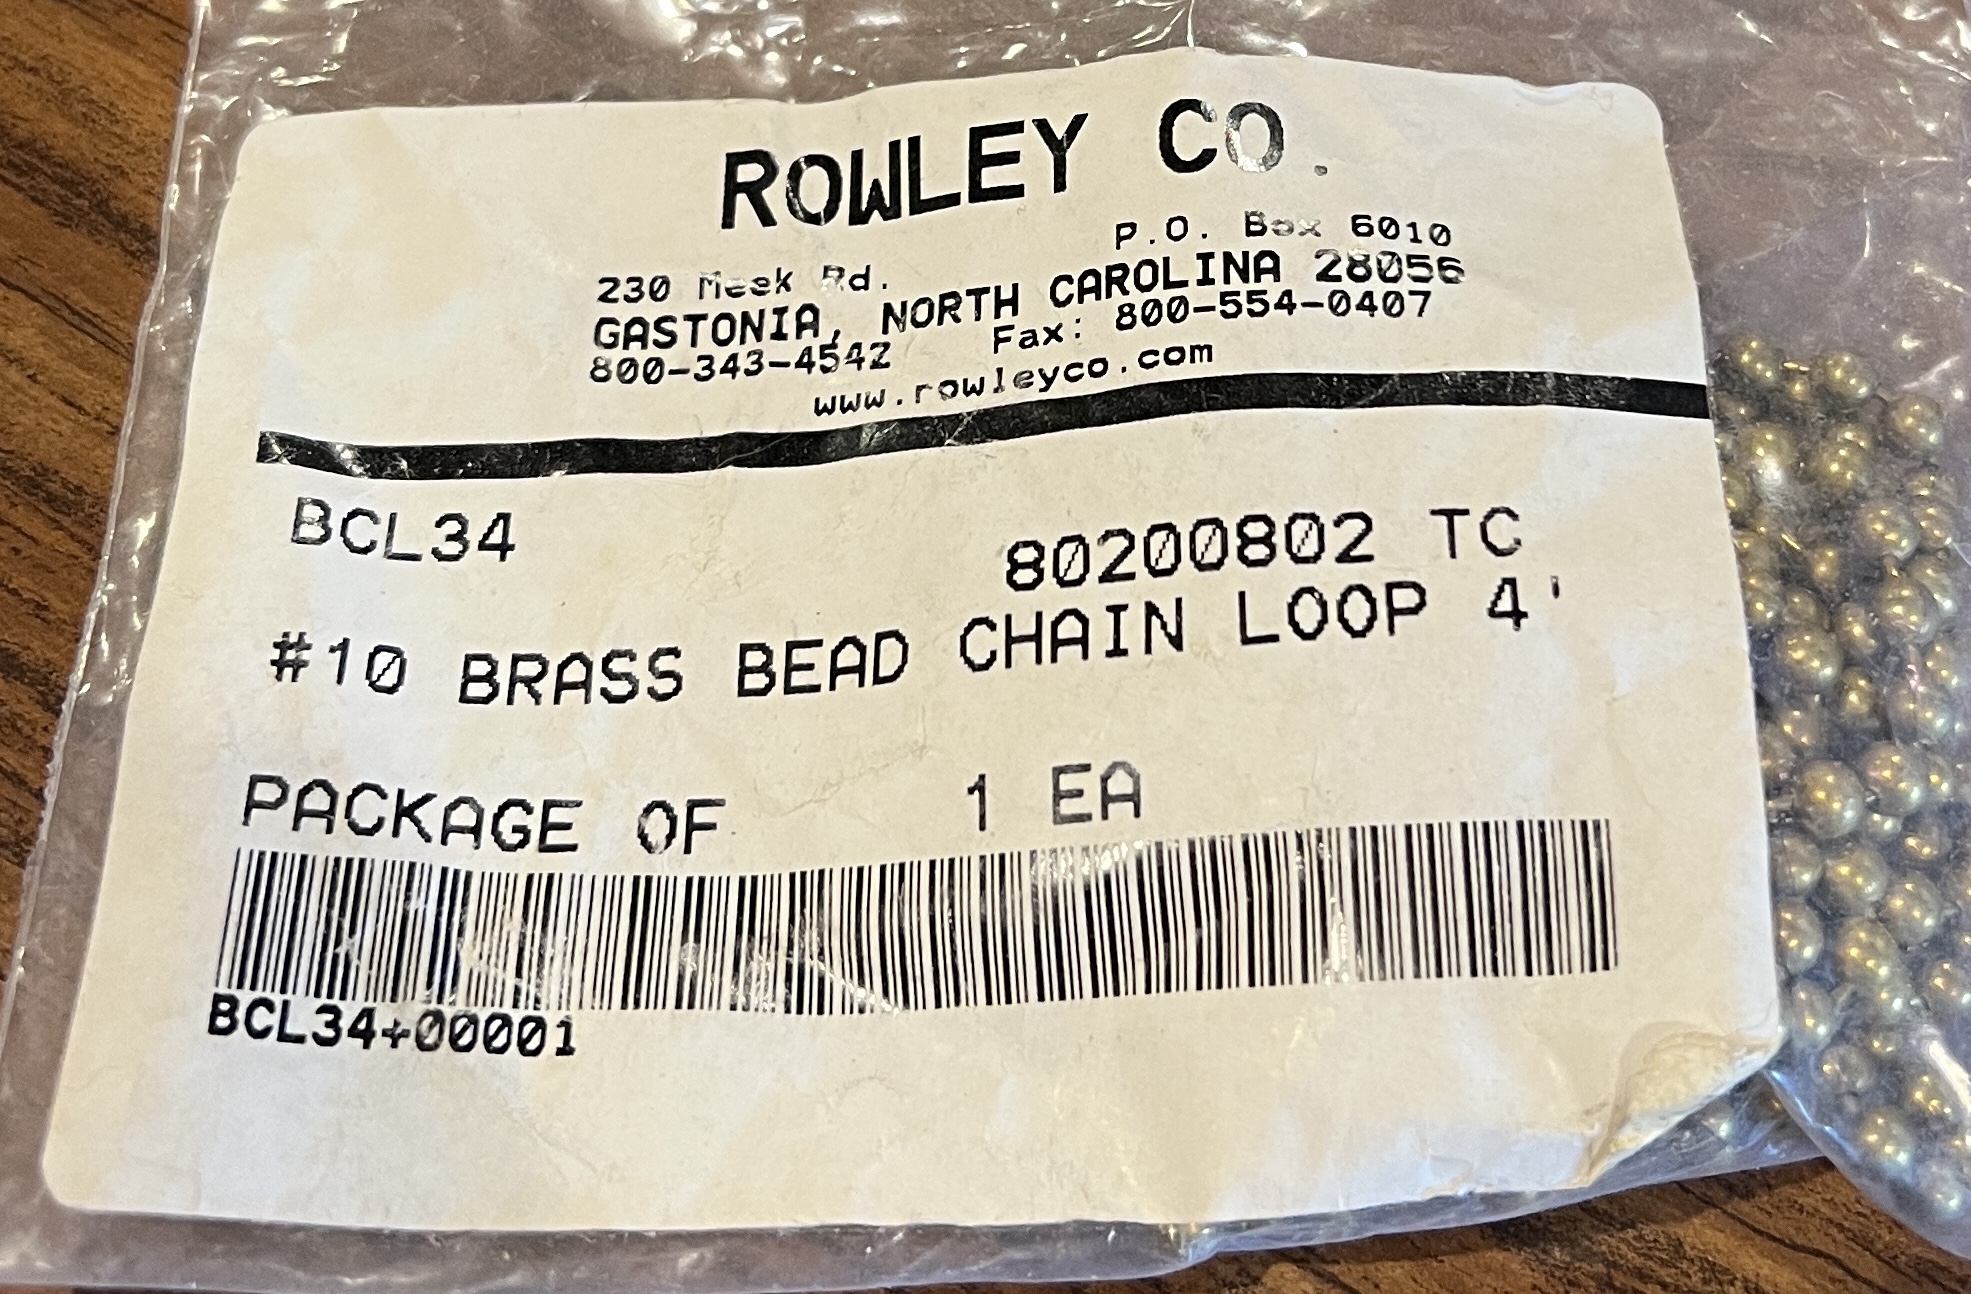 ROWLEY CO.
230 Meek Rd. P.O. Box 6010
GASTONIA, NORTH CAROLINA 28056
800-343-4542 Fax: 800-554-0407
www.rowleyco.com
BCL34 80200802 TC
#10 BRASS BEAD CHAIN LOOP 4'
PACKAGE OF 1 EA
BCL34+00001